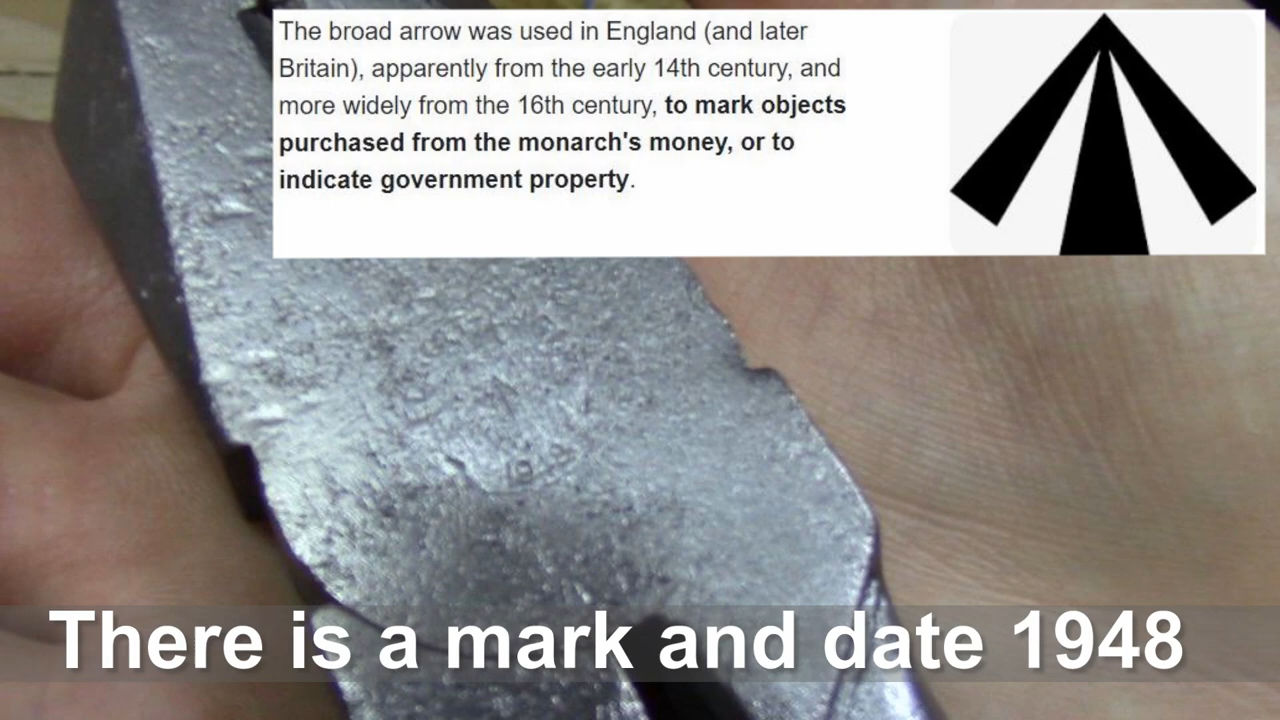 The broad arrow was used in England (and later
Britain), apparently from the early 14th century, and
more widely from the 16th century, to mark objects
purchased from the monarch's money, or to
indicate government property.
There is a mark and date 1948